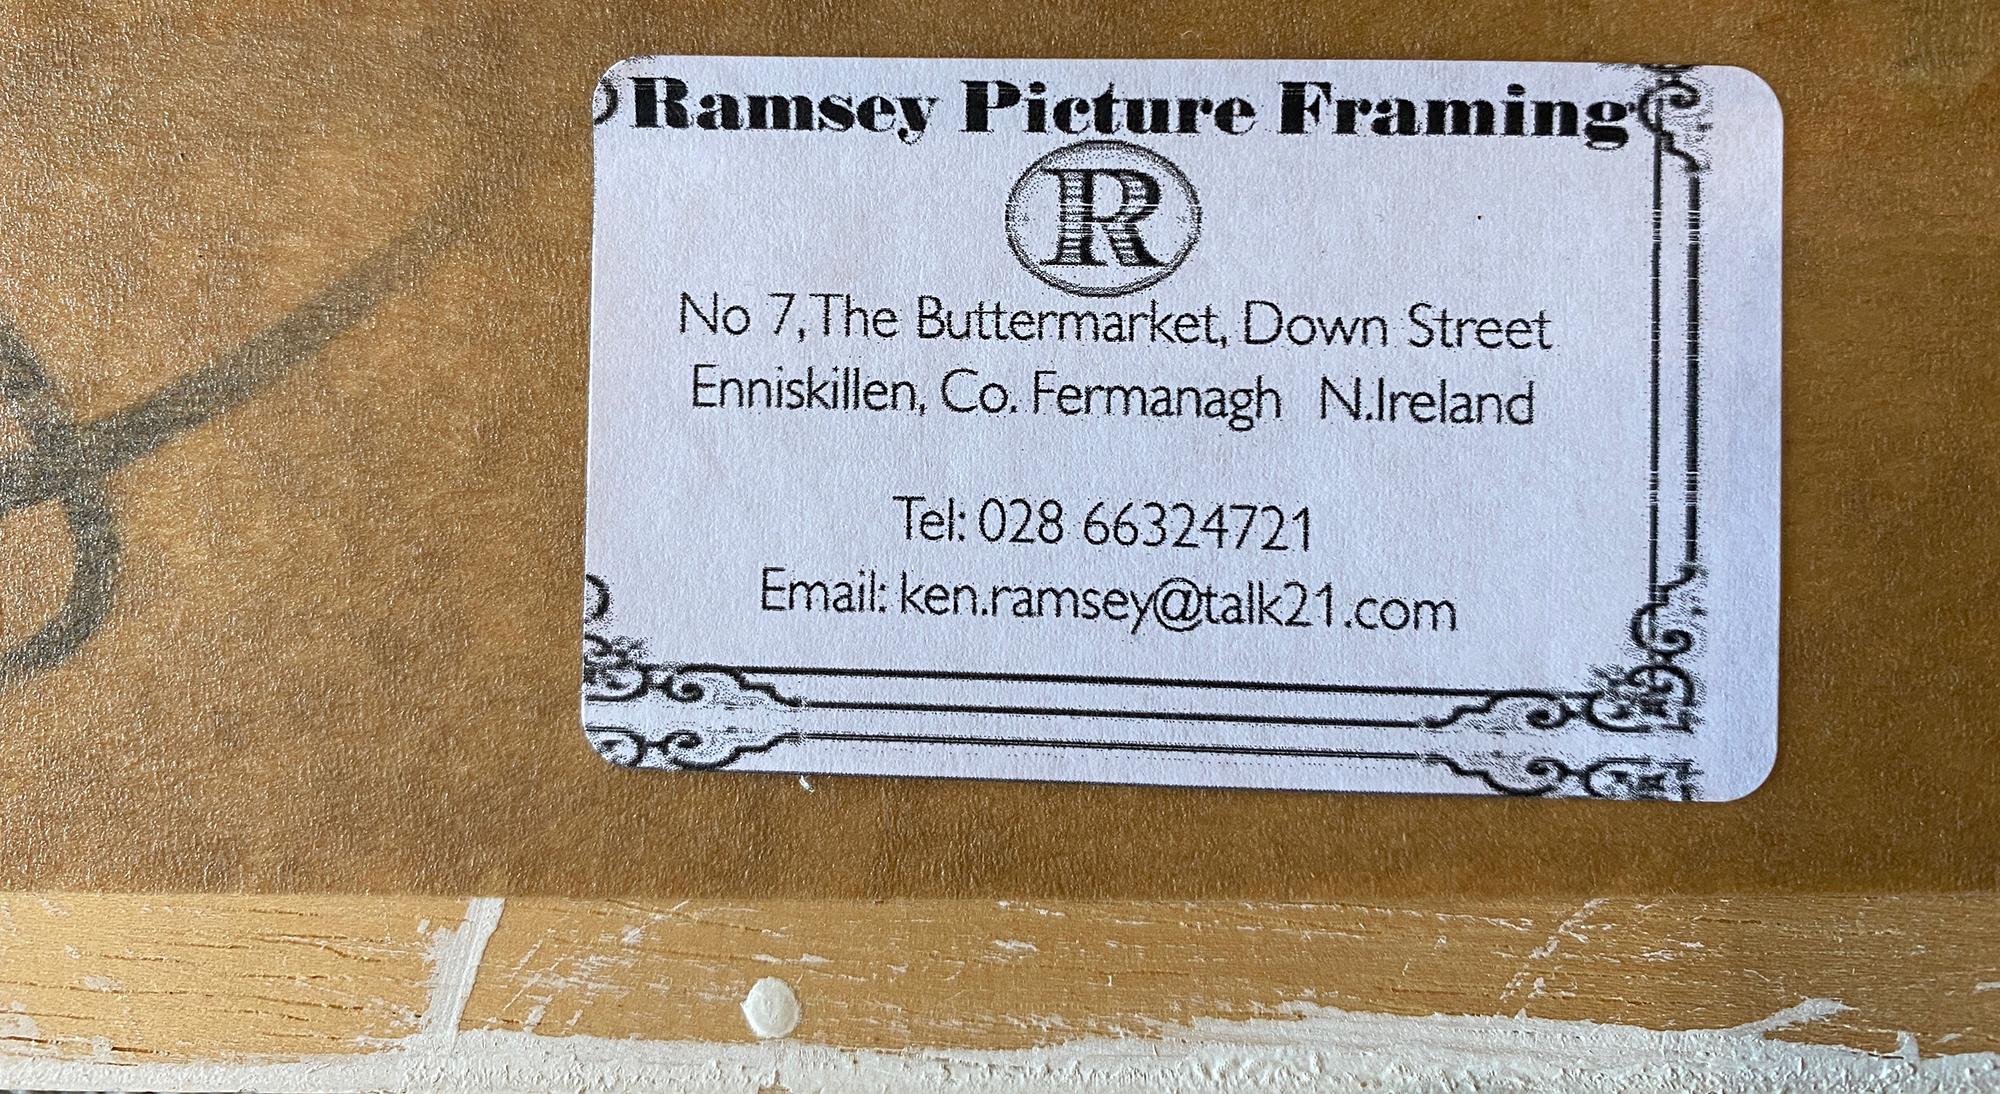 Ramsey Picture Framing
R
No 7, The Buttermarket, Down Street
Enniskillen, Co. Fermanagh N.Ireland
Tel: 028 66324721
Email: ken.ramsey@talk21.com